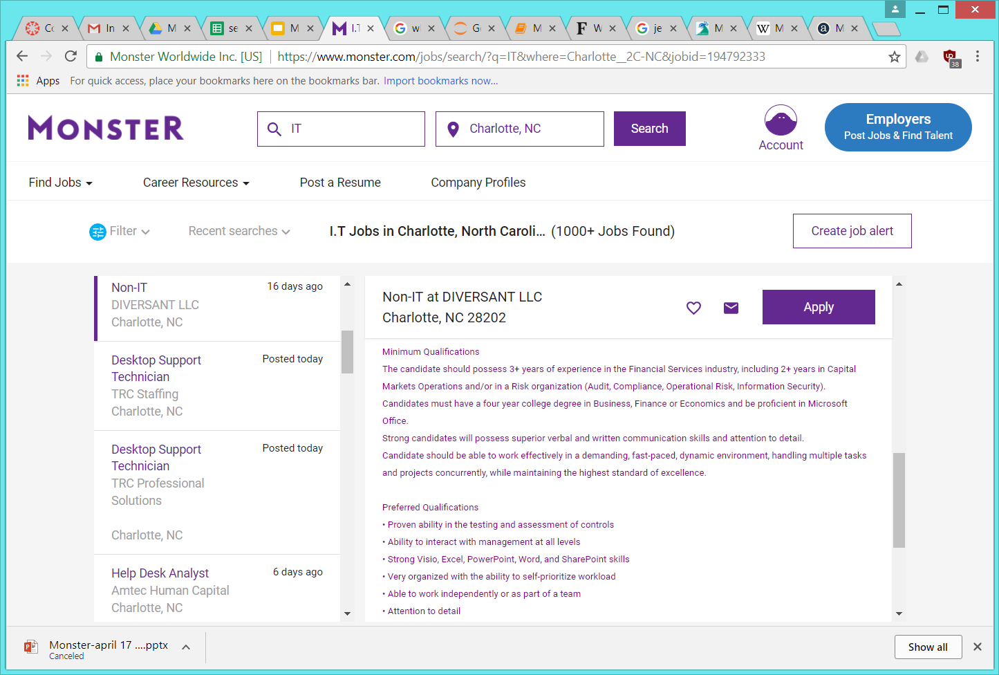 Co
In
M
se
M
I.T
w
G
M
W
je
M
M
M
Monster Worldwide Inc. [US]
https://www.monster.com/jobs/search/?q=IT&where=Charlotte__2C-NC&jobid=194792333
38
Apps
For quick access, place your bookmarks here on the bookmarks bar. Import bookmarks now...
MONSTER
IT
Charlotte, NC
Search
Account
Employers
Post Jobs & Find Talent
Find Jobs
Career Resources
Post a Resume
Company Profiles
Filter
Recent searches
I.T Jobs in Charlotte, North Caroli... (1000+ Jobs Found)
Create job alert
Non-IT
16 days ago
DIVERSANT LLC
Charlotte, NC
Desktop Support
Technician
Posted today
TRC Staffing
Charlotte, NC
Desktop Support
Technician
Posted today
TRC Professional
Solutions
Charlotte, NC
Help Desk Analyst
6 days ago
Amtec Human Capital
Charlotte, NC
Non-IT at DIVERSANT LLC
Charlotte, NC 28202
Apply
Minimum Qualifications
The candidate should possess 3+ years of experience in the Financial Services industry, including 2+ years in Capital
Markets Operations and/or in a Risk organization (Audit, Compliance, Operational Risk, Information Security).
Candidates must have a four year college degree in Business, Finance or Economics and be proficient in Microsoft
Office.
Strong candidates will possess superior verbal and written communication skills and attention to detail.
Candidate should be able to work effectively in a demanding, fast-paced, dynamic environment, handling multiple tasks
and projects concurrently, while maintaining the highest standard of excellence.
Preferred Qualifications
• Proven ability in the testing and assessment of controls
• Ability to interact with management at all levels
• Strong Visio, Excel, PowerPoint, Word, and SharePoint skills
• Very organized with the ability to self-prioritize workload
• Able to work independently or as part of a team
• Attention to detail
Monster-april 17 ....pptx
Canceled
Show all